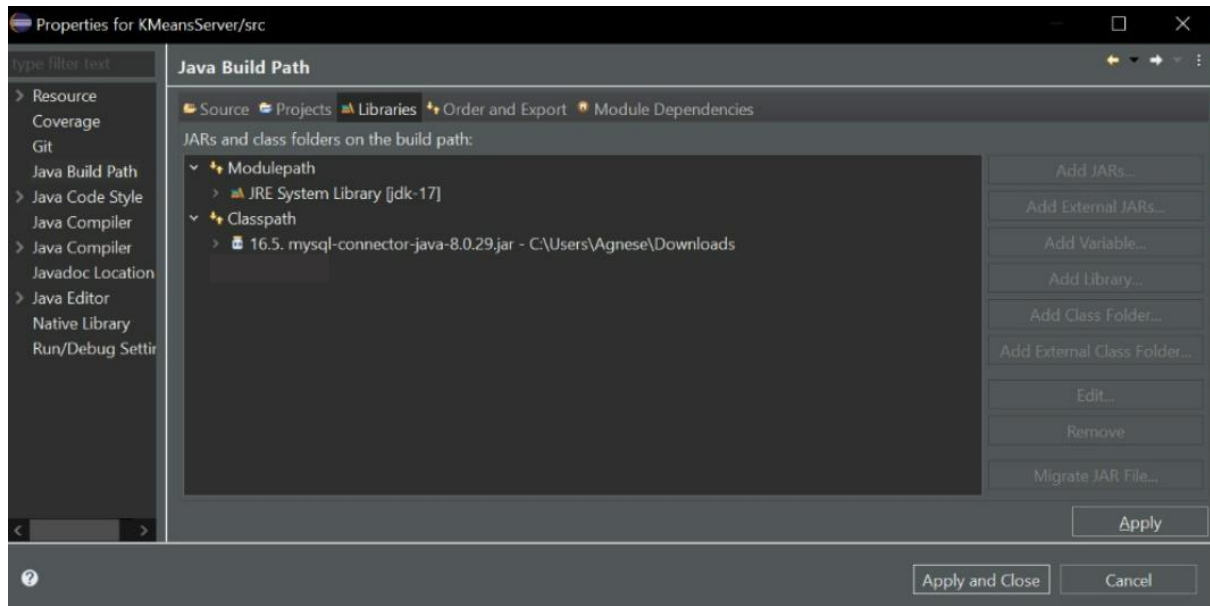 Properties for KMeansServer/src
type filter text
Resource
Coverage
Git
Java Build Path
Java Code Style
Java Compiler
Java Compiler
Javadoc Location
Java Editor
Native Library
Run/Debug Settin
Java Build Path
Source Projects Libraries Order and Export Module Dependencies
JARs and class folders on the build path:
Modulepath
JRE System Library [jdk-17]
Classpath
16.5. mysql-connector-java-8.0.29.jar - C:\Users\Agnese\Downloads
Add JARs...
Add External JARs...
Add Variable...
Add Library...
Add Class Folder...
Add External Class Folder...
Edit...
Remove
Migrate JAR File...
Apply
Apply and Close Cancel